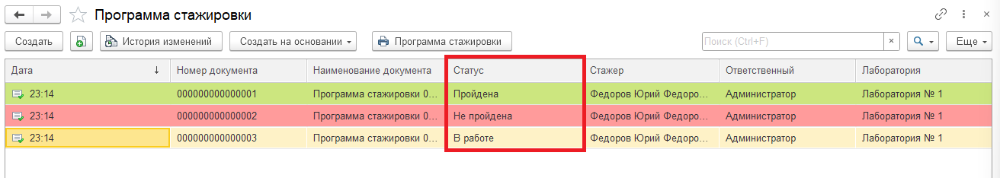 Программа стажировки
Создать История изменений Создать на основании Программа стажировки Поиск (Ctrl+F) × Еще
Дата ↓ Номер документа Наименование документа Статус Стажер Ответственный Лаборатория
23:14 000000000000001 Программа стажировки 0... Пройдена Федоров Юрий Федоро... Администратор Лаборатория № 1
23:14 000000000000002 Программа стажировки 0... Не пройдена Федоров Юрий Федоро... Администратор Лаборатория № 1
23:14 000000000000003 Программа стажировки 0... В работе Федоров Юрий Федоро... Администратор Лаборатория № 1